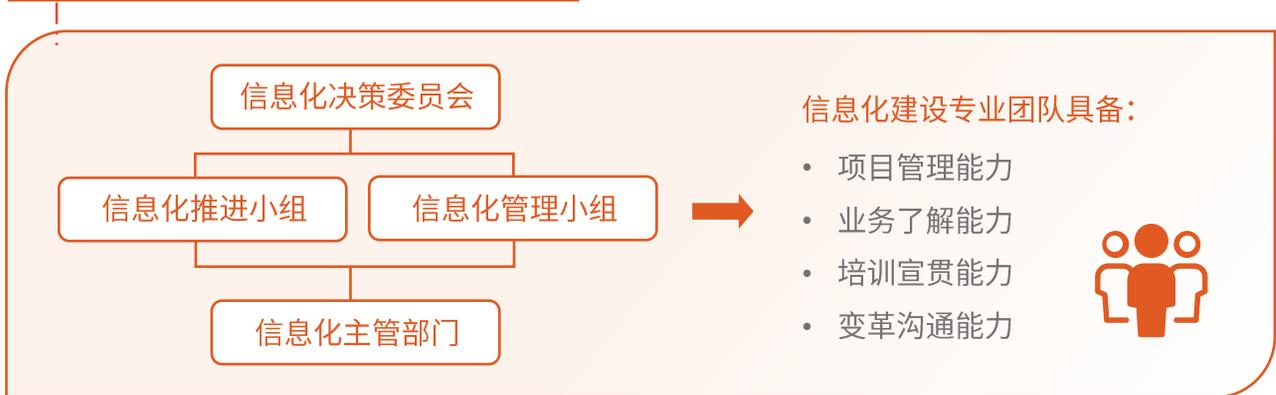 信息化决策委员会
信息化推进小组
信息化管理小组
信息化主管部门
信息化建设专业团队具备：
• 项目管理能力
• 业务了解能力
• 培训宣贯能力
• 变革沟通能力